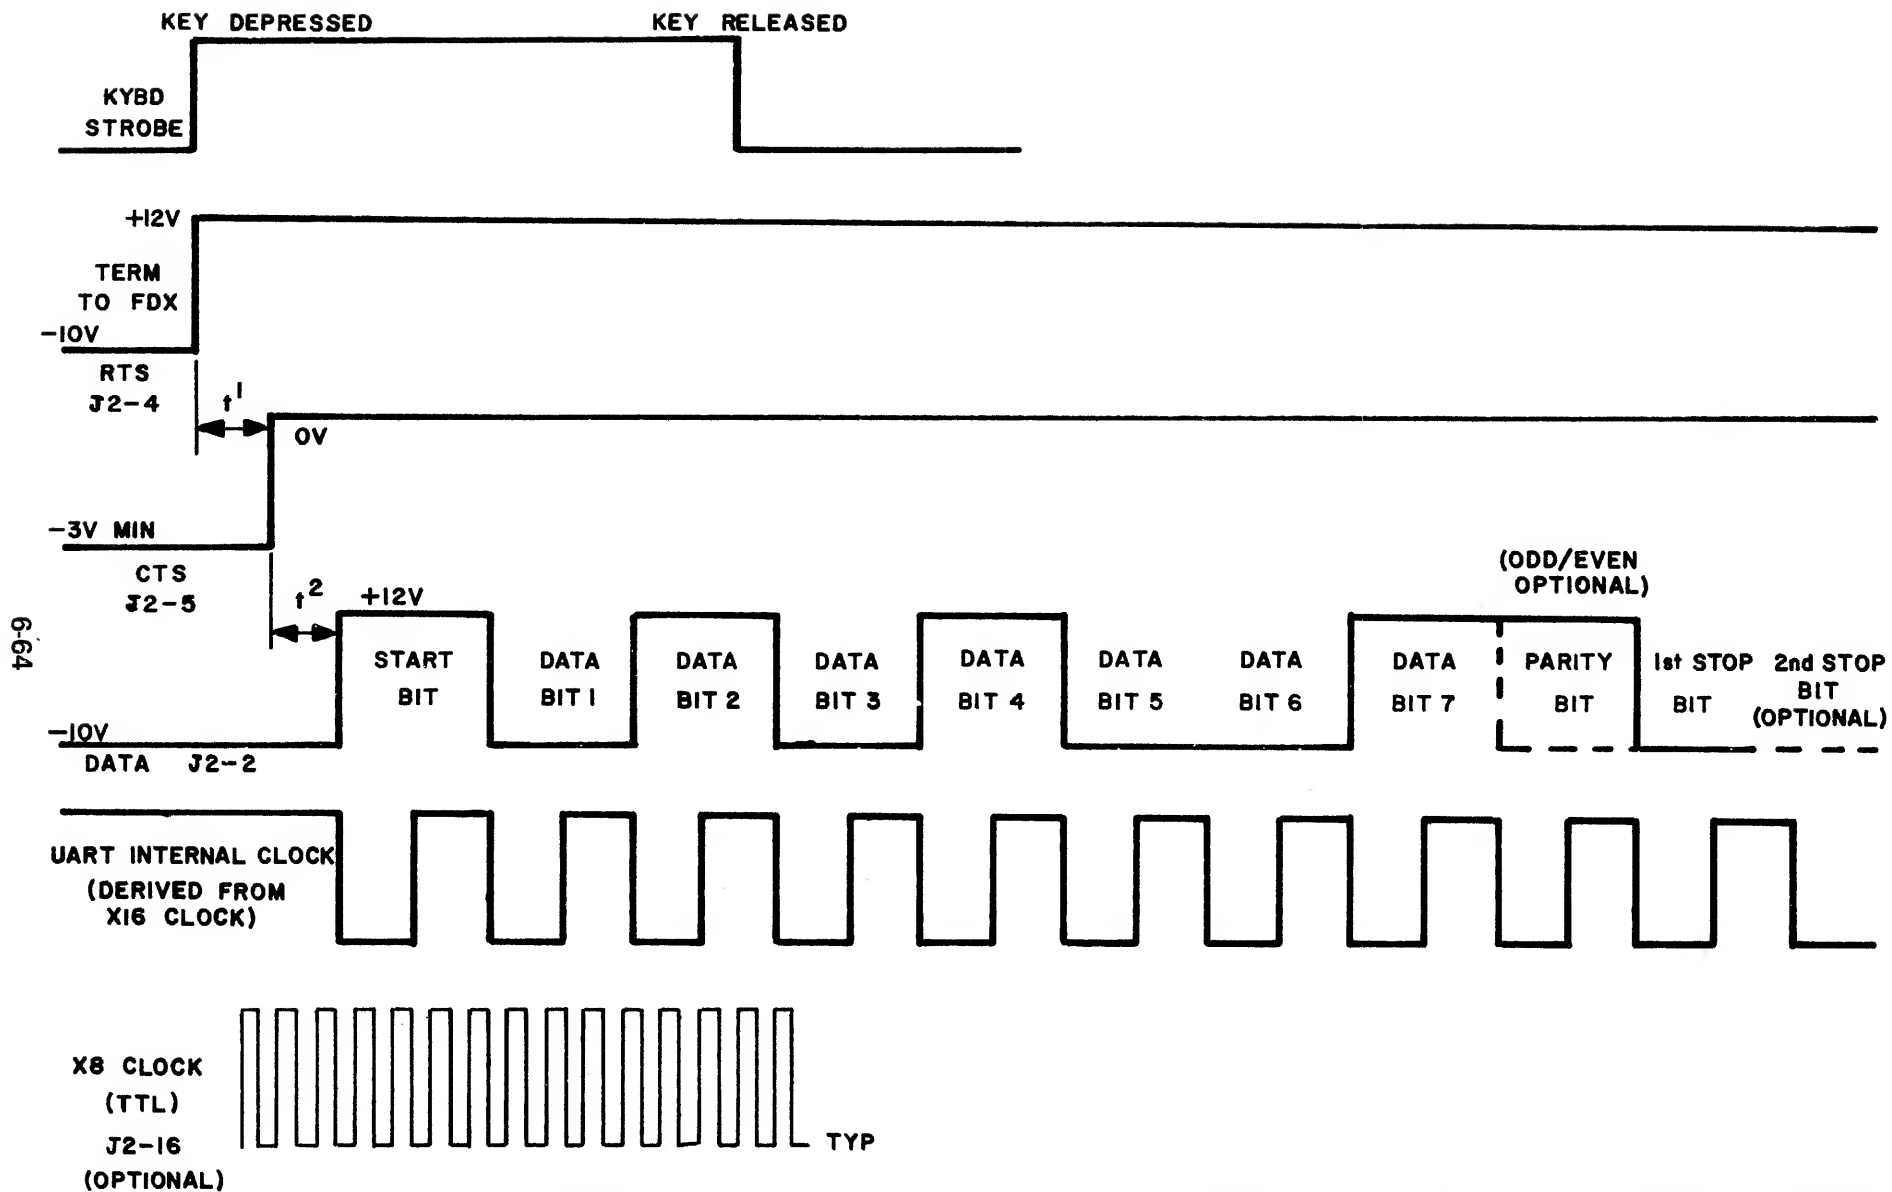 KEY DEPRESSED
KEY RELEASED
KYBD
STROBE
+12V
TERM
TO FDX
-10V
RTS
J2-4
t1
0V
-3V MIN
CTS
J2-5
t2
+12V
(ODD/EVEN
OPTIONAL)
START
BIT
DATA
BIT 1
DATA
BIT 2
DATA
BIT 3
DATA
BIT 4
DATA
BIT 5
DATA
BIT 6
DATA
BIT 7
PARITY
BIT
1st STOP
BIT
2nd STOP
BIT
(OPTIONAL)
-10V
DATA J2-2
UART INTERNAL CLOCK
(DERIVED FROM
X16 CLOCK)
X8 CLOCK
(TTL)
J2-16
(OPTIONAL)
TYP
6-64